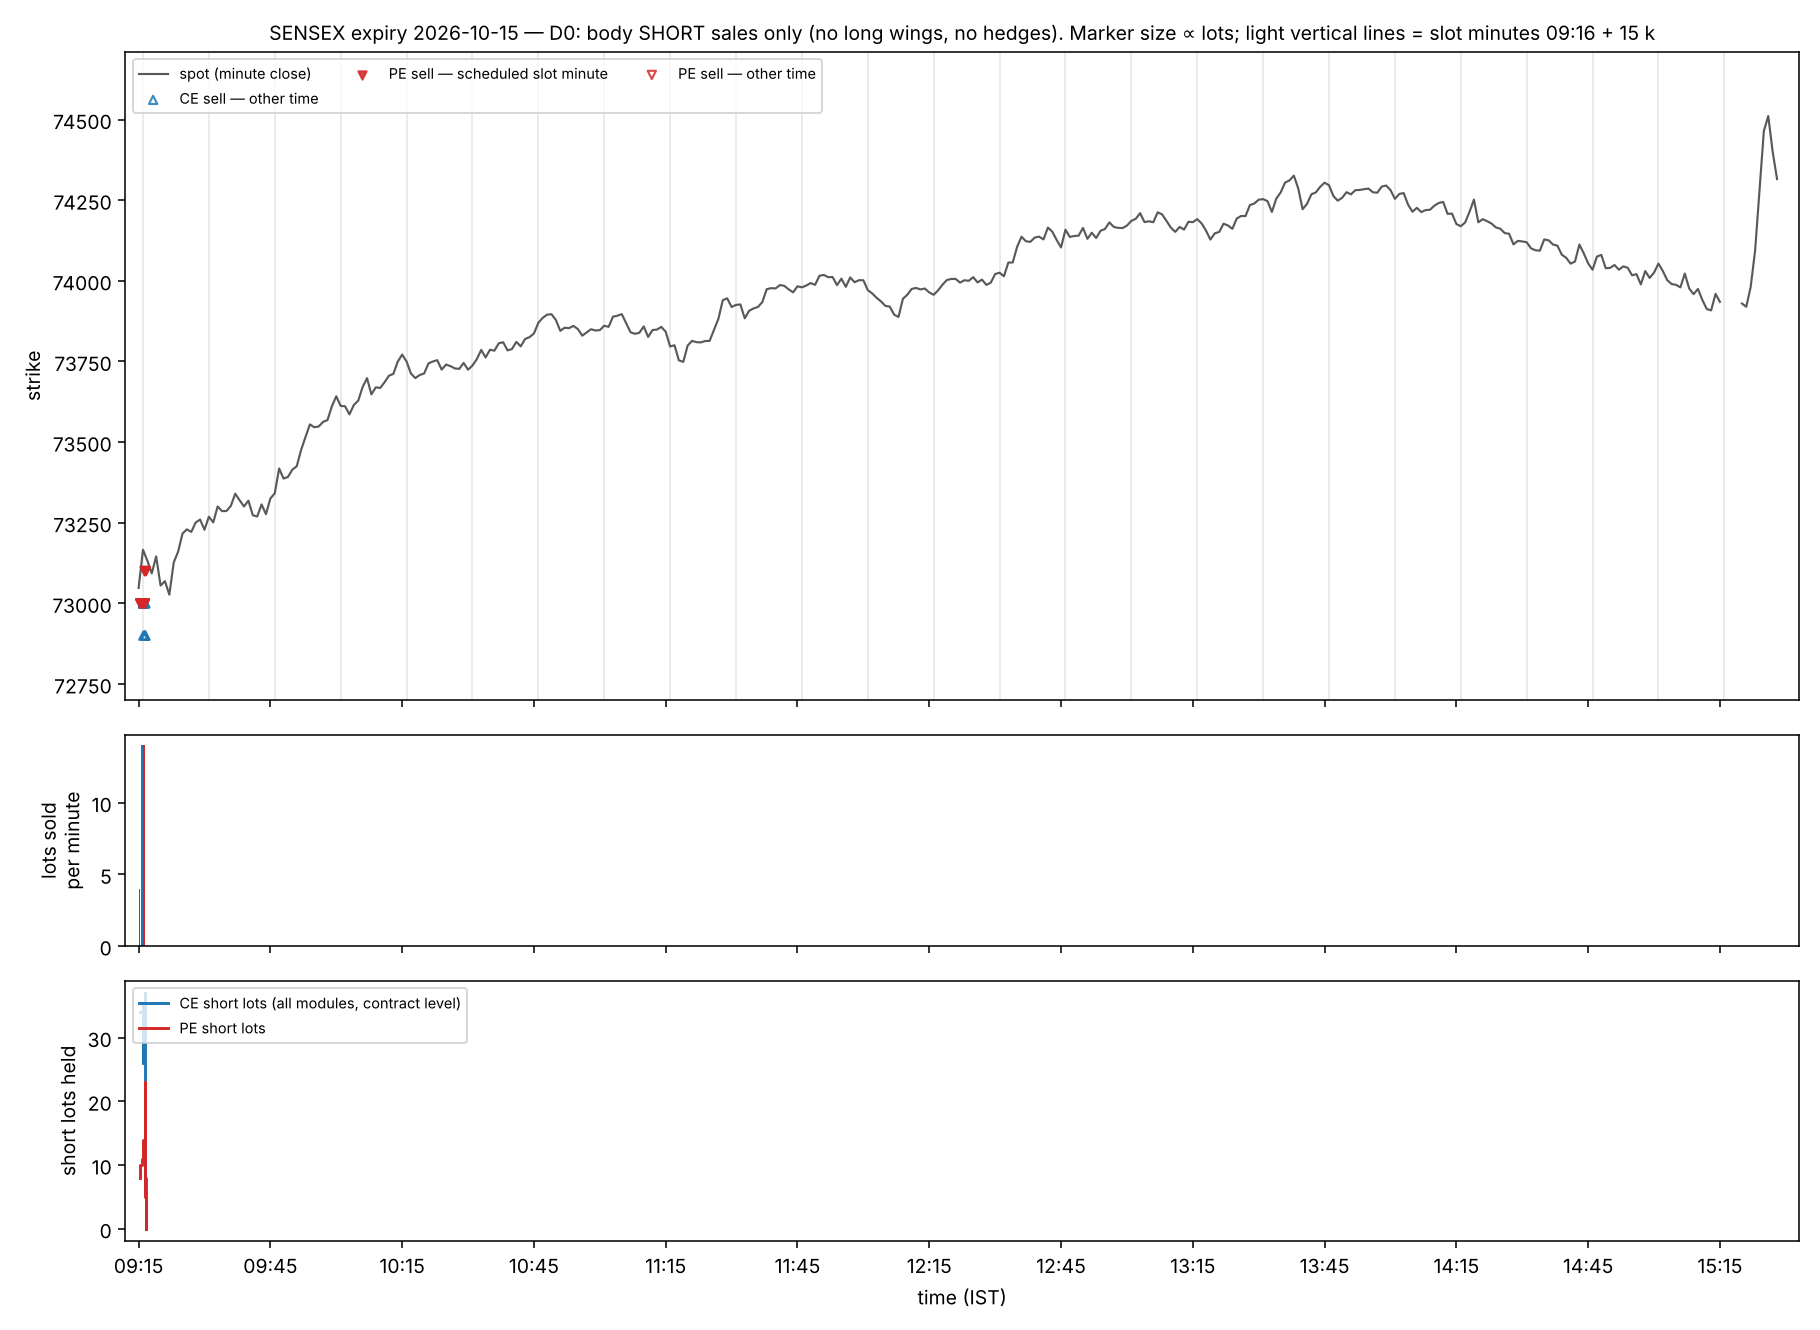 SENSEX expiry 2026-10-15 — D0: body SHORT sales only (no long wings, no hedges). Marker size ∝ lots; light vertical lines = slot minutes 09:16 + 15 k
spot (minute close)
PE sell — scheduled slot minute
PE sell — other time
CE sell — other time
74500
74250
74000
73750
73500
73250
73000
72750
strike
10
5
0
lots sold
per minute
CE short lots (all modules, contract level)
PE short lots
30
20
10
0
short lots held
09:15 09:45 10:15 10:45 11:15 11:45 12:15 12:45 13:15 13:45 14:15 14:45 15:15
time (IST)